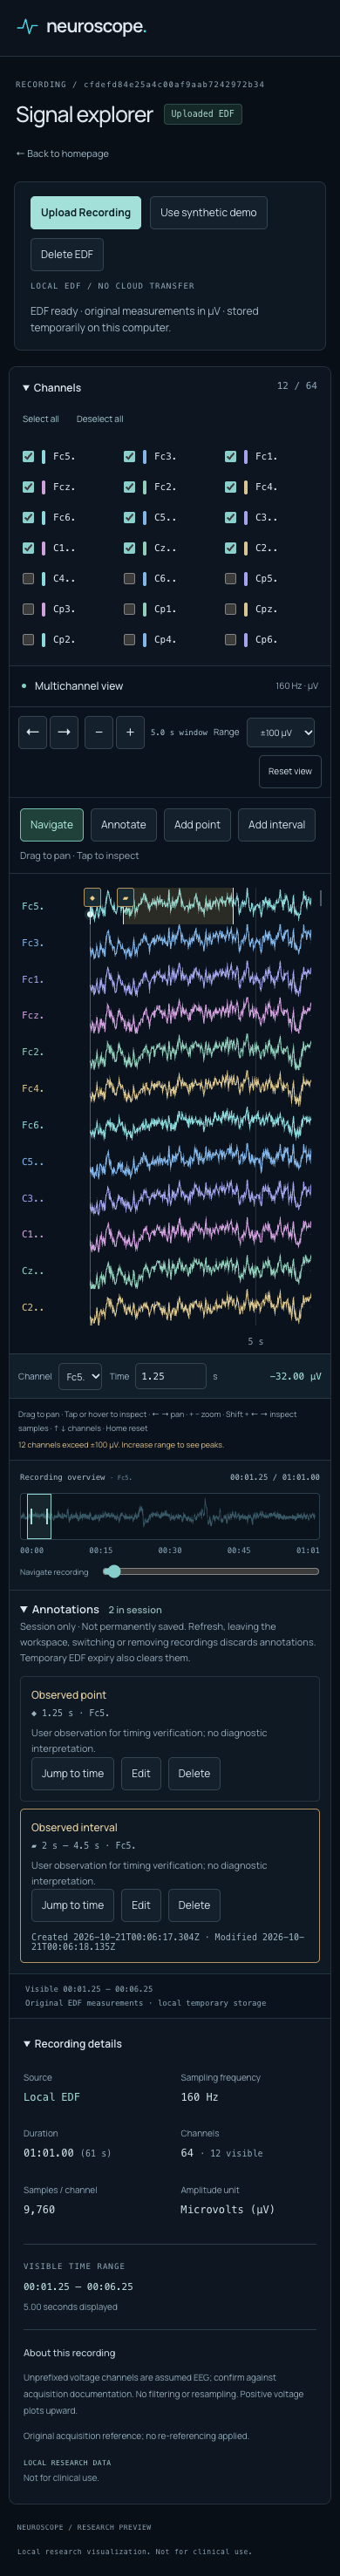 neuroscope.
RECORDING / cfdefd84e25a4c00af9aab7242972b34
Signal explorer Uploaded EDF
← Back to homepage
Upload Recording Use synthetic demo
Delete EDF
LOCAL EDF / NO CLOUD TRANSFER
EDF ready · original measurements in µV · stored
temporarily on this computer.
▼ Channels 12 / 64
Select all Deselect all
Fc5. Fc3. Fc1.
Fcz. Fc2. Fc4.
Fc6. C5.. C3..
C1.. Cz.. C2..
C4.. C6.. Cp5.
Cp3. Cp1. Cpz.
Cp2. Cp4. Cp6.
Multichannel view 160 Hz · µV
← → − + 5.0 s window Range ±100 µV
Reset view
Navigate Annotate Add point Add interval
Drag to pan · Tap to inspect
Fc5.
Fc3.
Fc1.
Fcz.
Fc2.
Fc4.
Fc6.
C5..
C3..
C1..
Cz..
C2..
5 s
Channel Fc5. Time 1.25 s −32.00 µV
Drag to pan · Tap or hover to inspect · ← → pan · + − zoom · Shift + ← → inspect
samples · ↑ ↓ channels · Home reset
12 channels exceed ±100 µV. Increase range to see peaks.
Recording overview · Fc5. 00:01.25 / 01:01.00
00:00 00:15 00:30 00:45 01:01
Navigate recording
▼ Annotations 2 in session
Session only · Not permanently saved. Refresh, leaving the
workspace, switching or removing recordings discards annotations.
Temporary EDF expiry also clears them.
Observed point
◆ 1.25 s · Fc5.
User observation for timing verification; no diagnostic
interpretation.
Jump to time Edit Delete
Observed interval
▰ 2 s – 4.5 s · Fc5.
User observation for timing verification; no diagnostic
interpretation.
Jump to time Edit Delete
Created 2026-10-21T00:06:17.304Z · Modified 2026-10-
21T00:06:18.135Z
Visible 00:01.25 – 00:06.25
Original EDF measurements · local temporary storage
▼ Recording details
Source Sampling frequency
Local EDF 160 Hz
Duration Channels
01:01.00 (61 s) 64 · 12 visible
Samples / channel Amplitude unit
9,760 Microvolts (µV)
VISIBLE TIME RANGE
00:01.25 – 00:06.25
5.00 seconds displayed
About this recording
Unprefixed voltage channels are assumed EEG; confirm against
acquisition documentation. No filtering or resampling. Positive voltage
plots upward.
Original acquisition reference; no re-referencing applied.
LOCAL RESEARCH DATA
Not for clinical use.
NEUROSCOPE / RESEARCH PREVIEW
Local research visualization. Not for clinical use.